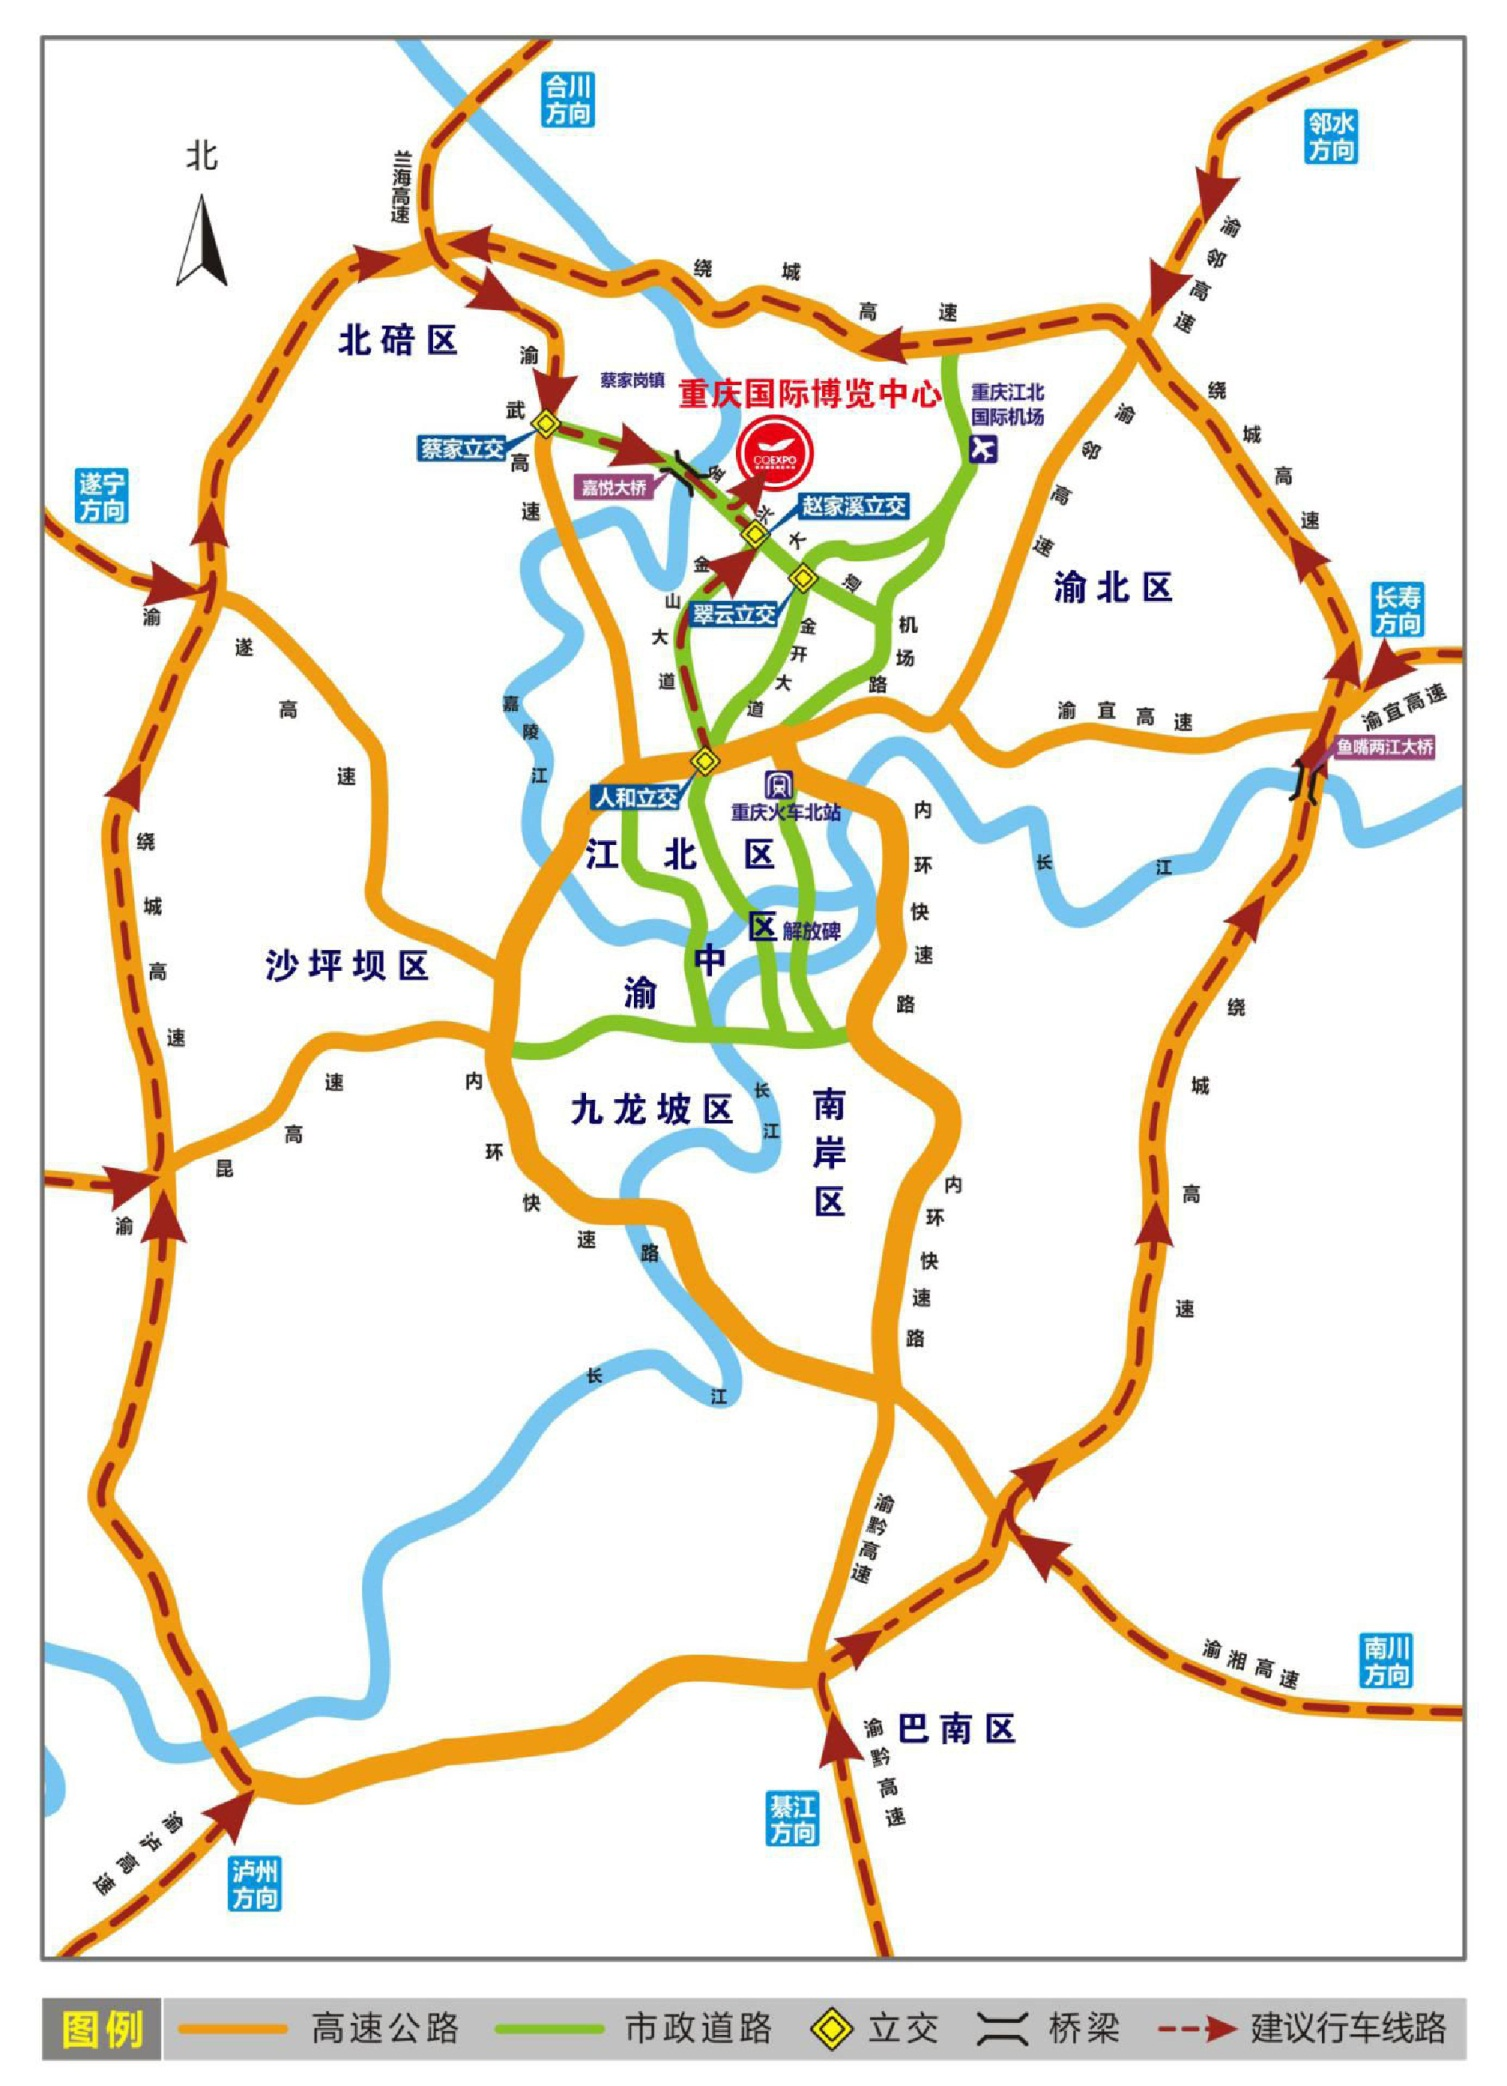 合川
方向
北
兰海高速
邻水
方向
渝邻高速
绕城高速
北碚区
渝武高速
蔡家岗镇
重庆国际博览中心
CQEXPO
重庆江北
国际机场
蔡家立交
嘉悦大桥
赵家溪立交
金兴大道
渝邻高速
绕城高速
遂宁
方向
渝遂高速
金山大道
翠云立交
金开大道
机场路
渝北区
长寿
方向
渝宜高速
渝宜高速
鱼嘴两江大桥
嘉陵江
人和立交
重庆火车北站
江北区
内环快速路
长江
绕城高速
沙坪坝区
渝中区
解放碑
绕城高速
渝昆高速
内环快速路
九龙坡区
长江
南岸区
内环快速路
长江
渝黔高速
渝湘高速
南川
方向
巴南区
渝黔高速
綦江
方向
渝泸高速
泸州
方向
图例
高速公路
市政道路
立交
桥梁
建议行车线路